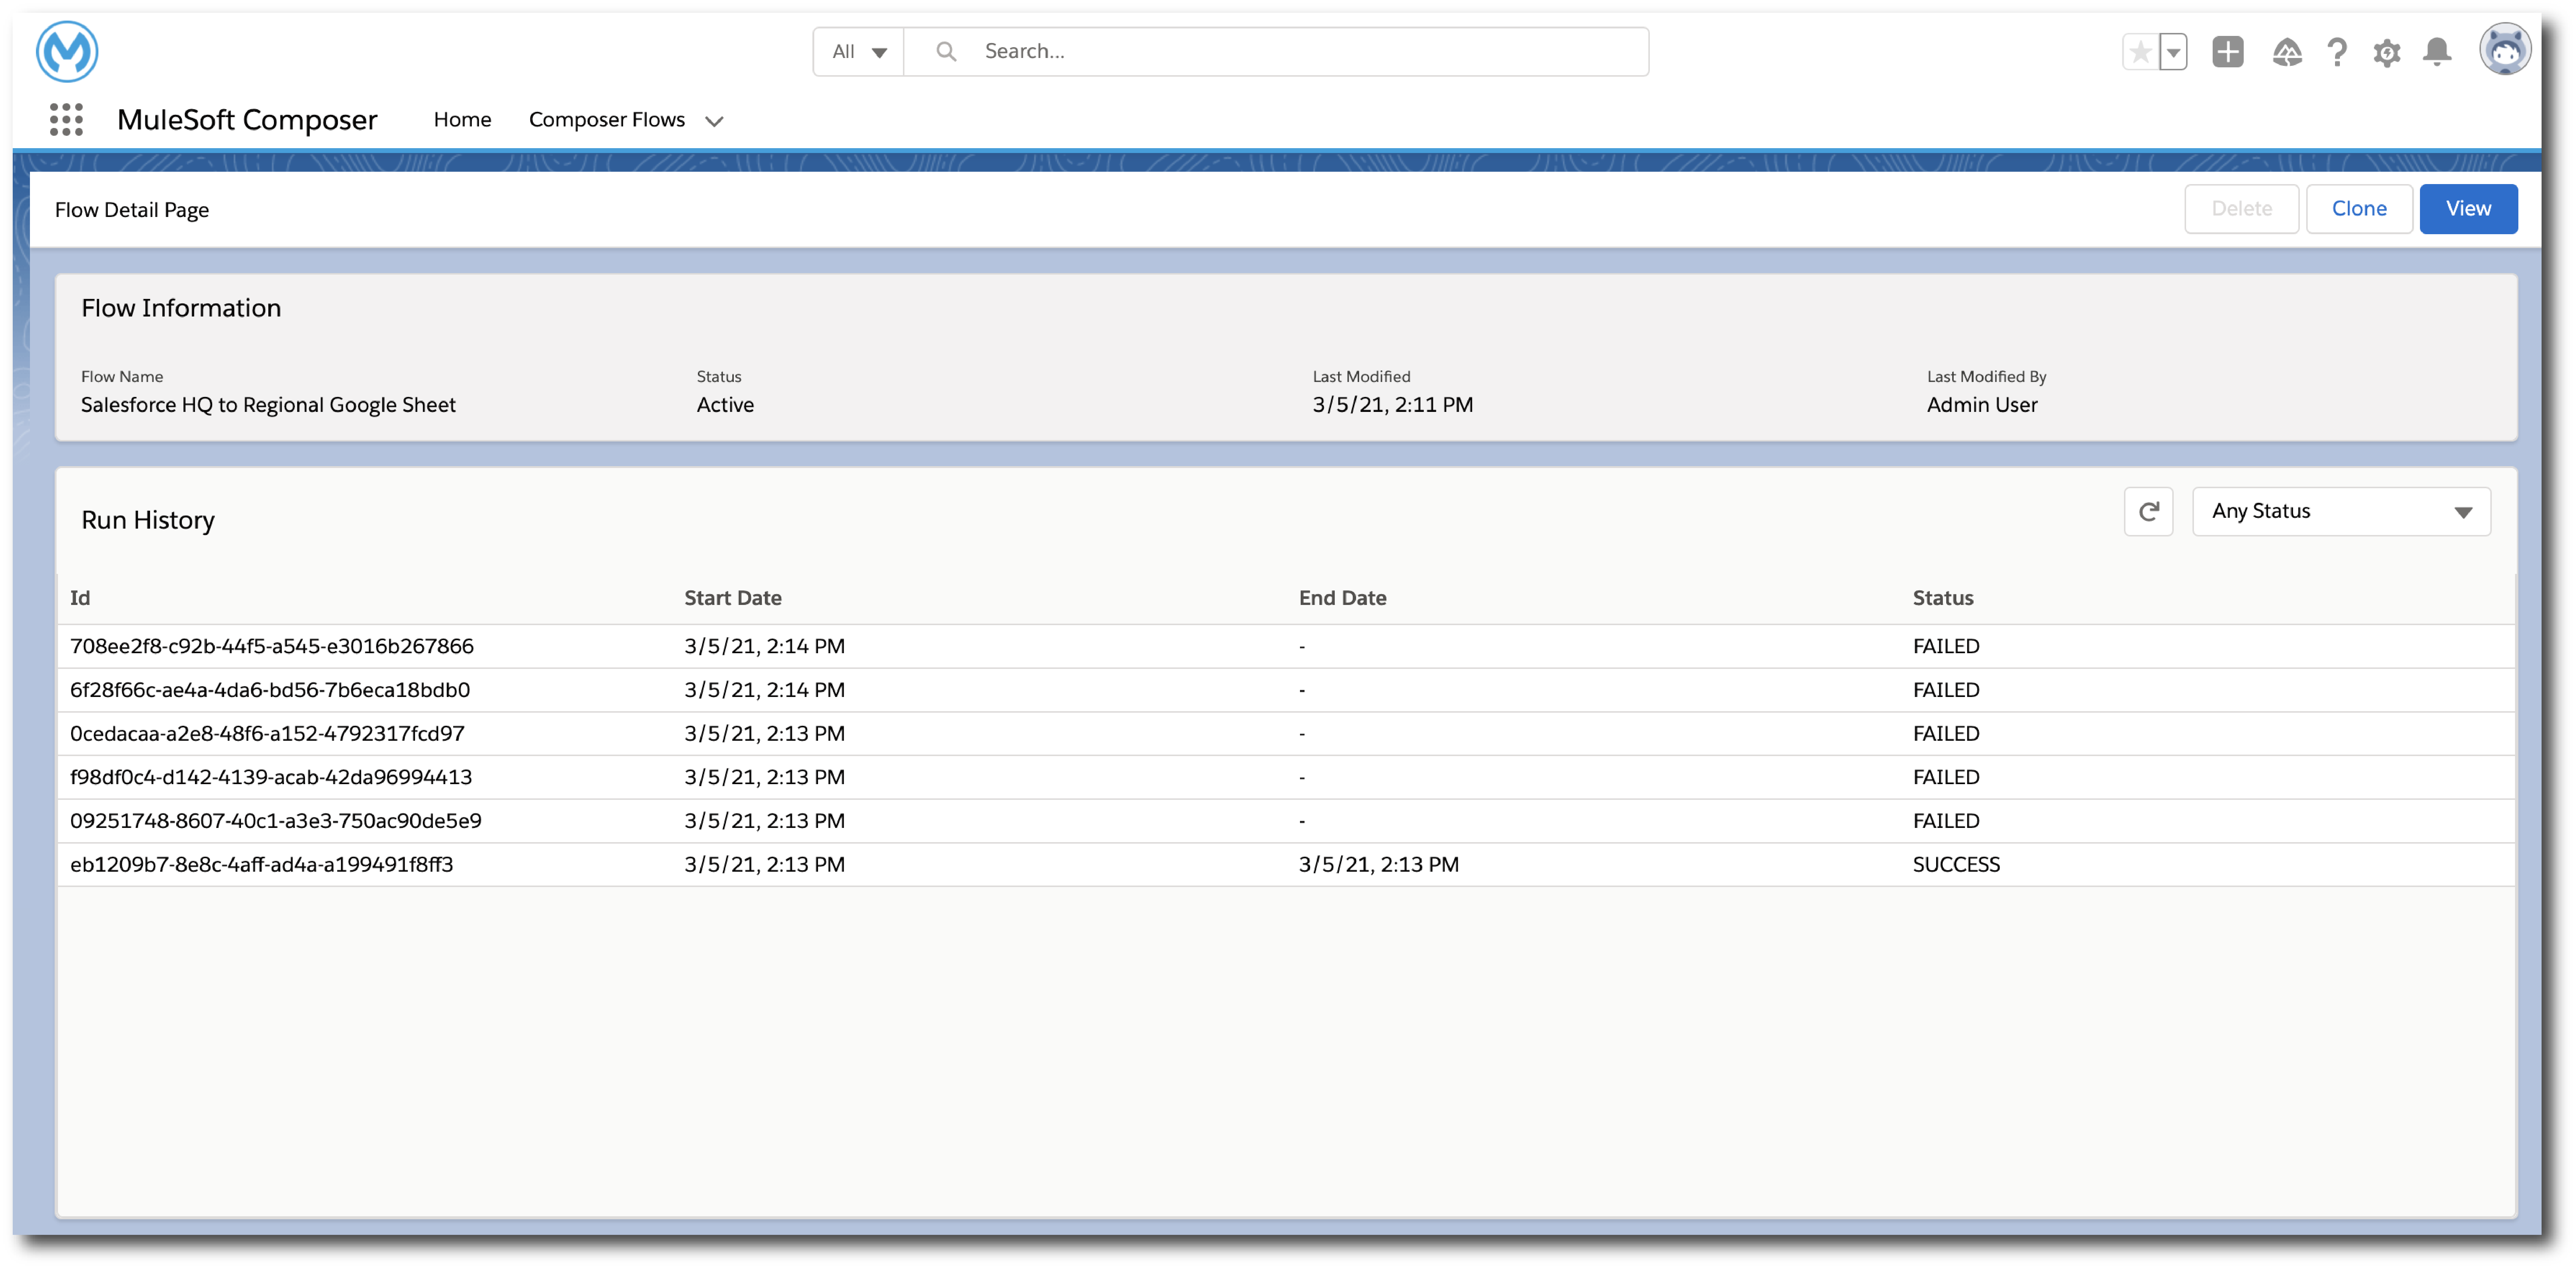 All Search...
MuleSoft Composer Home Composer Flows
Flow Detail Page Delete Clone View
Flow Information
Flow Name Status Last Modified Last Modified By
Salesforce HQ to Regional Google Sheet Active 3/5/21, 2:11 PM Admin User
Run History Any Status
Id Start Date End Date Status
708ee2f8-c92b-44f5-a545-e3016b267866 3/5/21, 2:14 PM - FAILED
6f28f66c-ae4a-4da6-bd56-7b6eca18bdb0 3/5/21, 2:14 PM - FAILED
0cedacaa-a2e8-48f6-a152-4792317fcd97 3/5/21, 2:13 PM - FAILED
f98df0c4-d142-4139-acab-42da96994413 3/5/21, 2:13 PM - FAILED
09251748-8607-40c1-a3e3-750ac90de5e9 3/5/21, 2:13 PM - FAILED
eb1209b7-8e8c-4aff-ad4a-a199491f8ff3 3/5/21, 2:13 PM 3/5/21, 2:13 PM SUCCESS